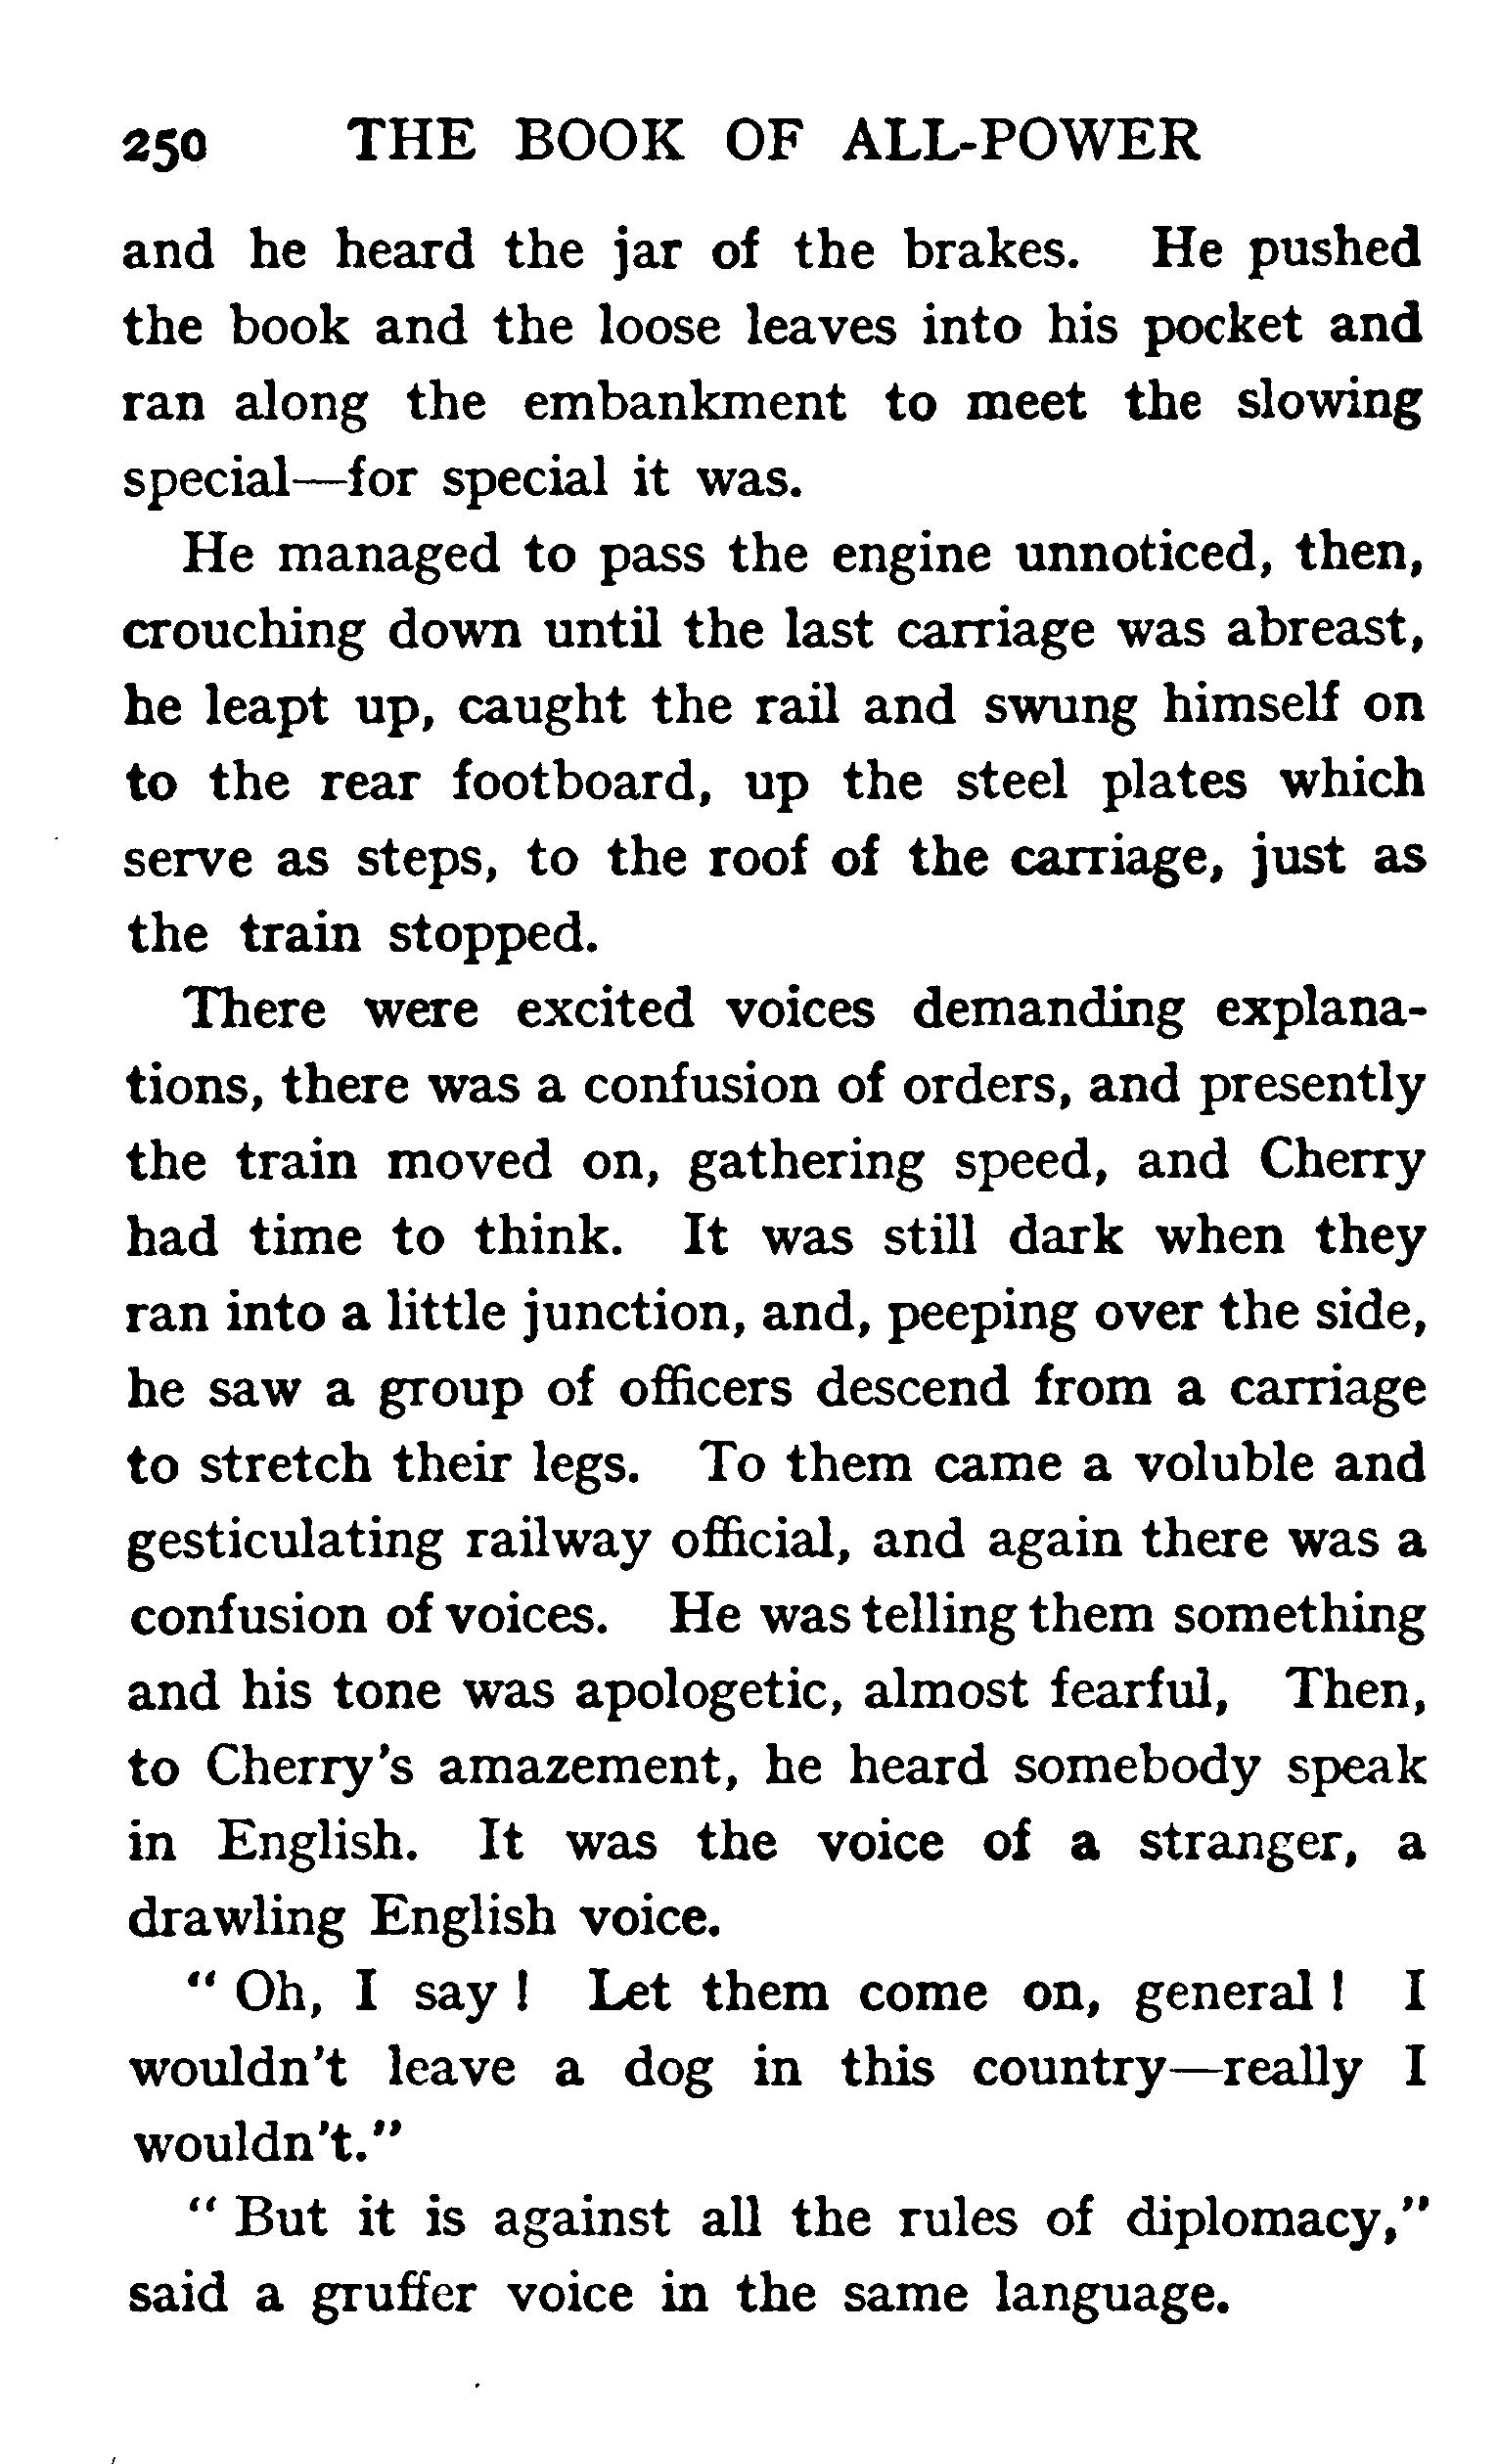 250 THE BOOK OF ALL-POWER
and he heard the jar of the brakes. He pushed
the book and the loose leaves into his pocket and
ran along the embankment to meet the slowing
special—for special it was.
He managed to pass the engine unnoticed, then,
crouching down until the last carriage was abreast,
he leapt up, caught the rail and swung himself on
to the rear footboard, up the steel plates which
serve as steps, to the roof of the carriage, just as
the train stopped.
There were excited voices demanding explana-
tions, there was a confusion of orders, and presently
the train moved on, gathering speed, and Cherry
had time to think. It was still dark when they
ran into a little junction, and, peeping over the side,
he saw a group of officers descend from a carriage
to stretch their legs. To them came a voluble and
gesticulating railway official, and again there was a
confusion of voices. He was telling them something
and his tone was apologetic, almost fearful, Then,
to Cherry's amazement, he heard somebody speak
in English. It was the voice of a stranger, a
drawling English voice.
" Oh, I say ! Let them come on, general ! I
wouldn't leave a dog in this country—really I
wouldn't."
" But it is against all the rules of diplomacy,"
said a gruffer voice in the same language.